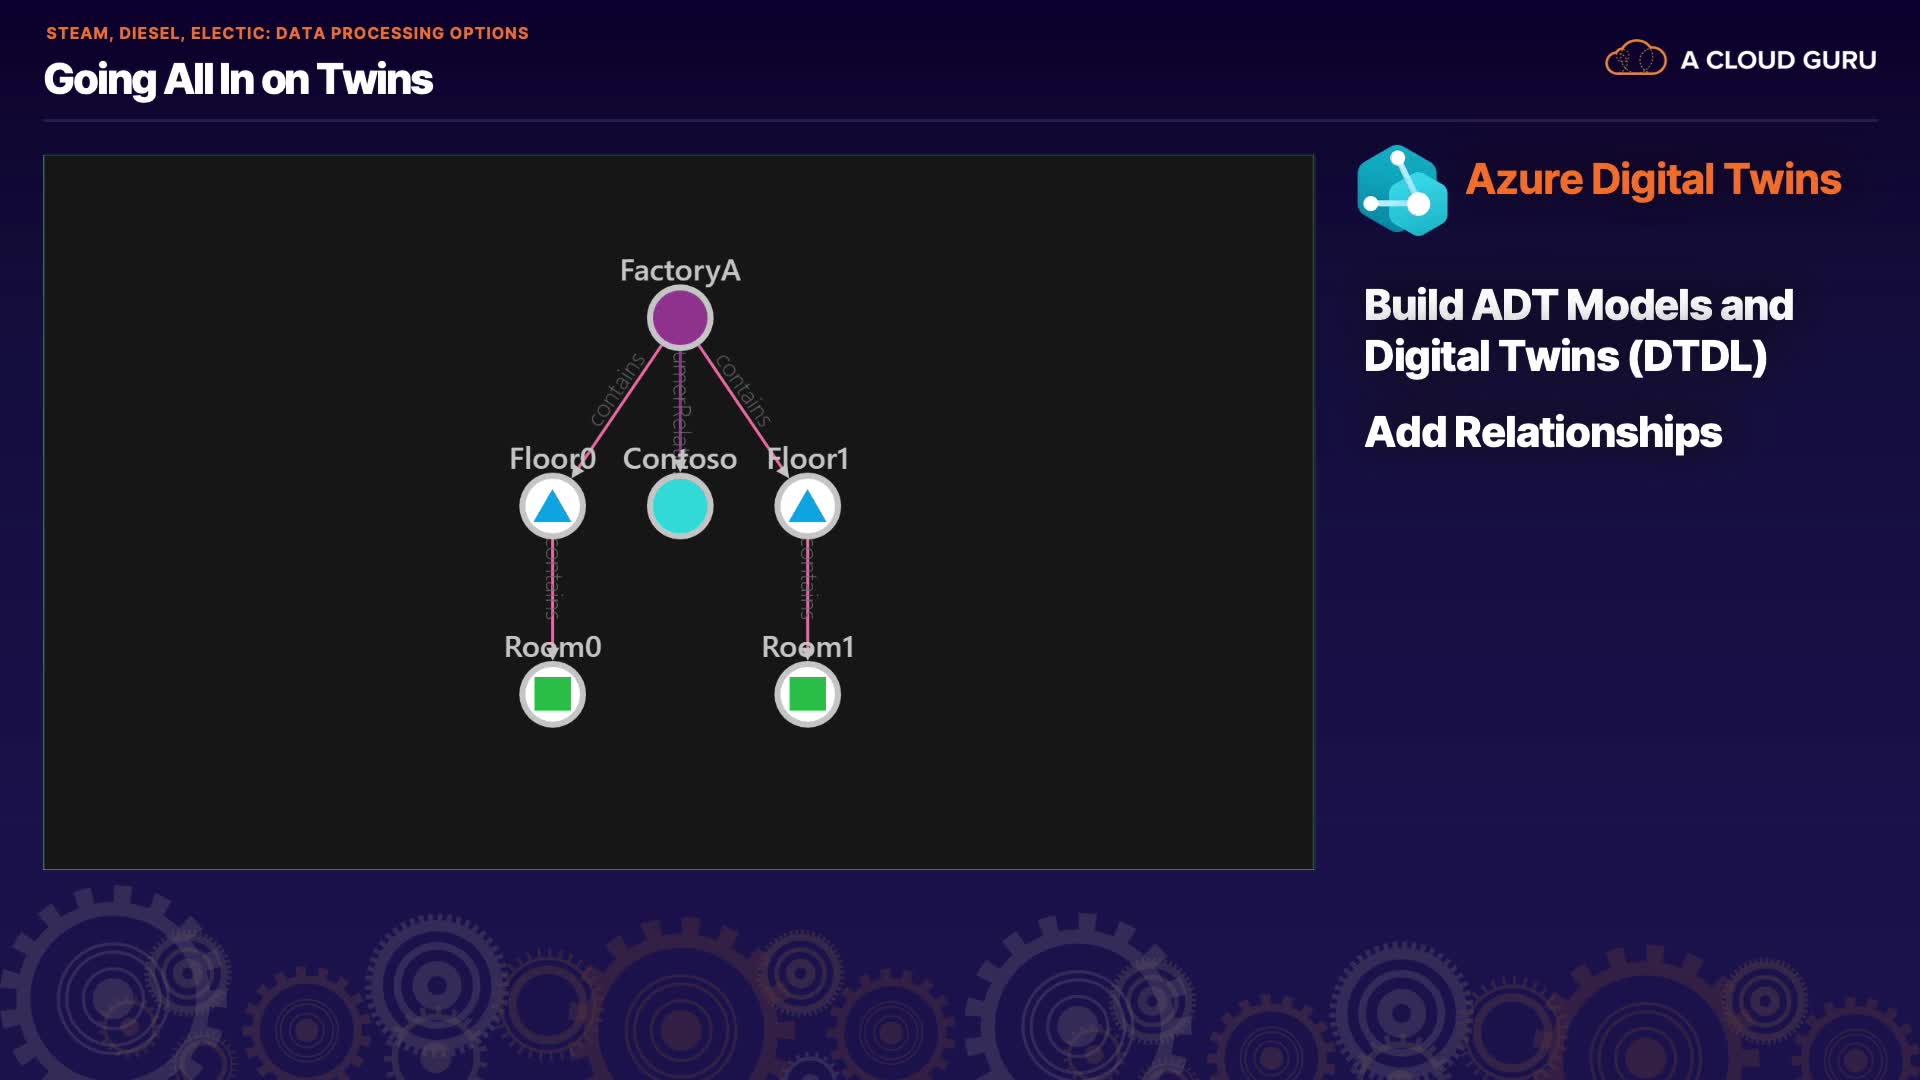 STEAM, DIESEL, ELECTIC: DATA PROCESSING OPTIONS
Going All In on Twins
A CLOUD GURU
Azure Digital Twins
Build ADT Models and
Digital Twins (DTDL)
Add Relationships
FactoryA
contains
contains
Floor0
Contoso
Floor1
contains
contains
Room0
Room1